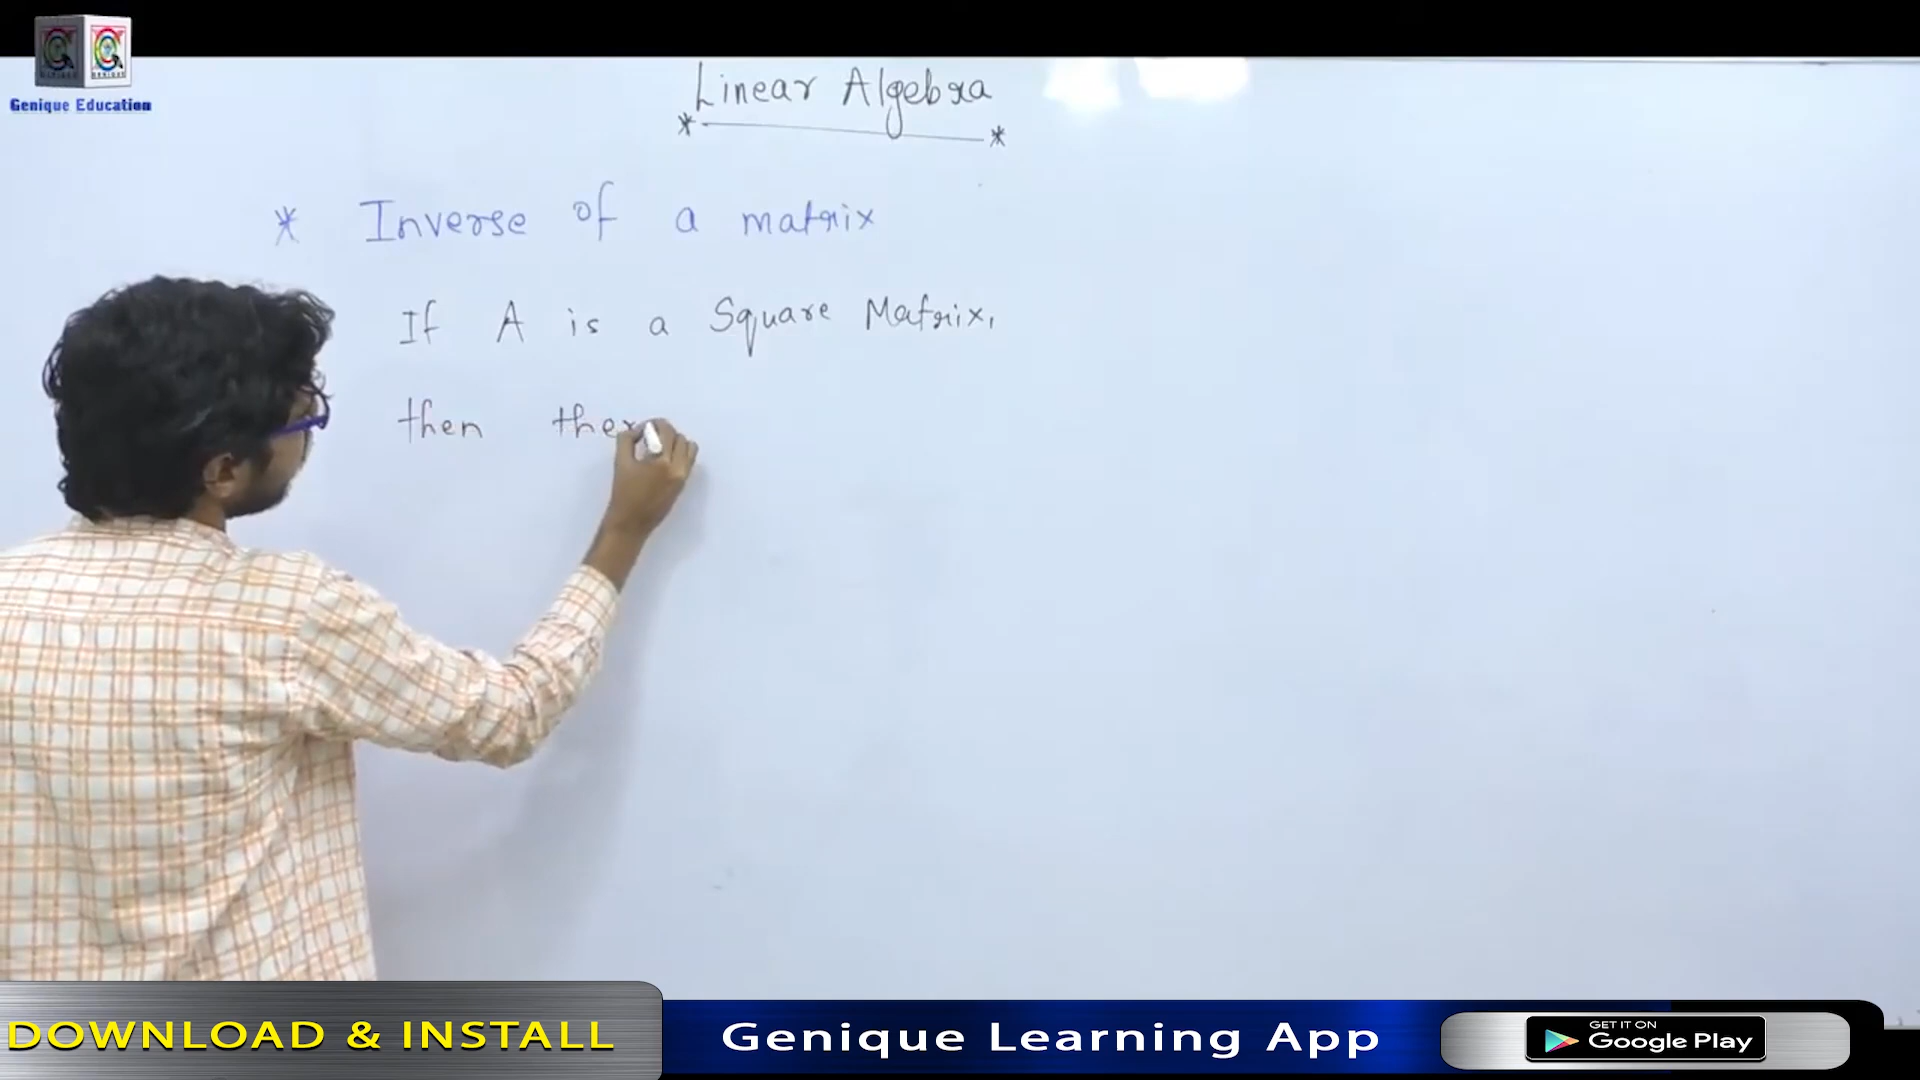 Genique Education
Linear Algebra
* *
* Inverse of a matrix
If A is a Square Matrix,
then ther
DOWNLOAD & INSTALL
Genique Learning App
GET IT ON
Google Play